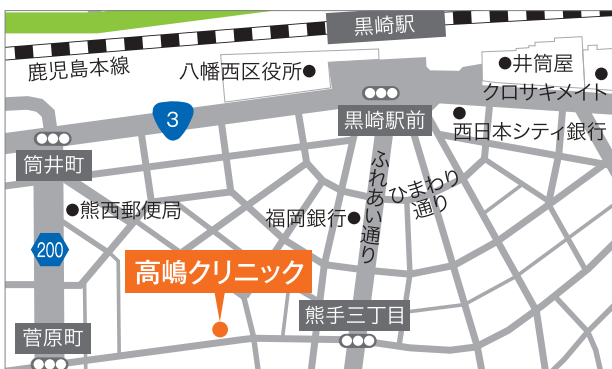 黒崎駅
鹿児島本線
八幡西区役所
井筒屋
クロサキメイト
3
黒崎駅前
西日本シティ銀行
筒井町
ふれあい通り
ひまわり
通り
熊西郵便局
福岡銀行
200
高嶋クリニック
熊手三丁目
菅原町